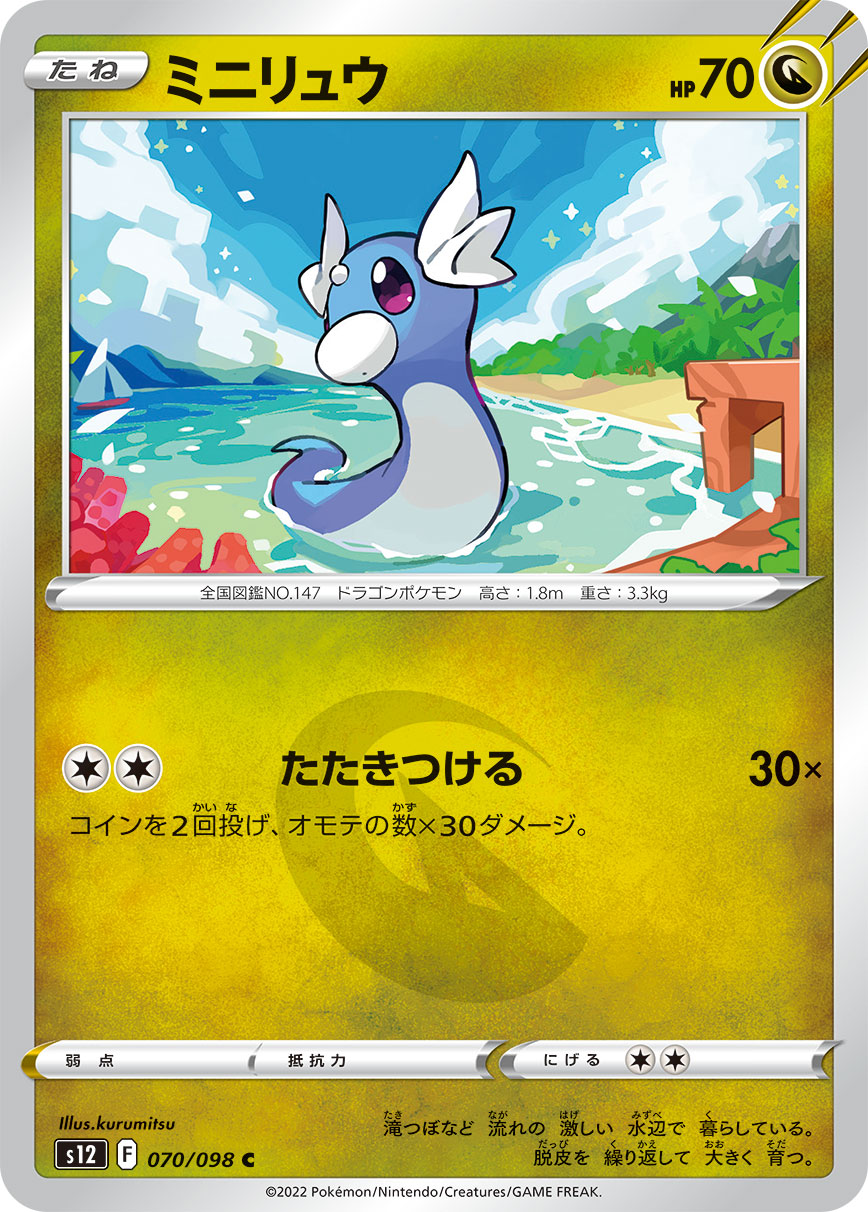 たね ミニリュウ HP70
全国図鑑NO.147 ドラゴンポケモン 高さ:1.8m 重さ:3.3kg
たたきつける 30×
コインを2回投げ、オモテの数×30ダメージ。
弱点 抵抗力 にげる
Illus.kurumitsu
滝つぼなど 流れの 激しい 水辺で 暮らしている。
脱皮を 繰り返して 大きく 育つ。
s12 F 070/098 C
©2022 Pokémon/Nintendo/Creatures/GAME FREAK.